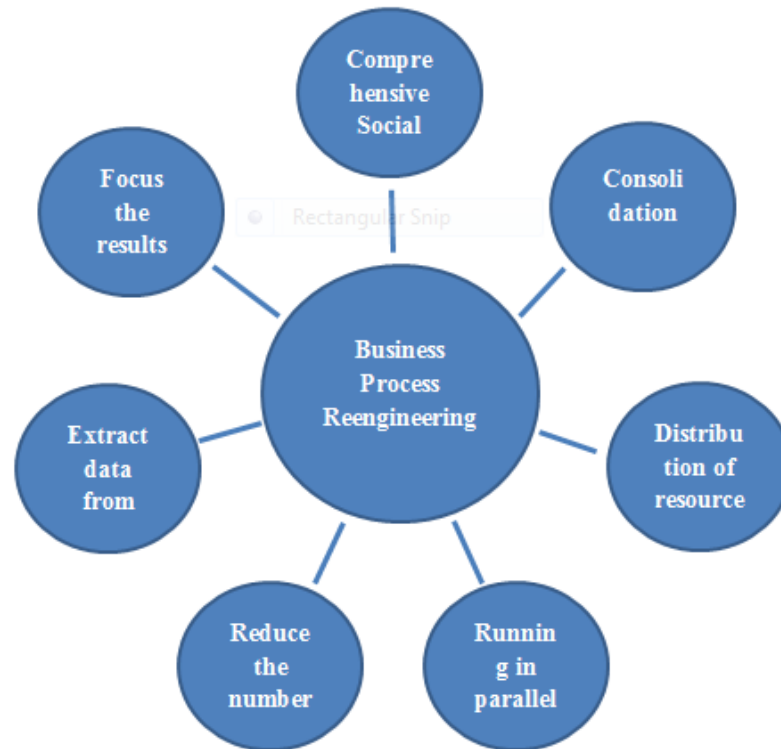 Compre
hensive
Social
Focus
the
results
Consoli
dation
Rectangular Snip
Business
Process
Reengineering
Extract
data
from
Distribu
tion of
resource
Reduce
the
number
Runnin
g in
parallel